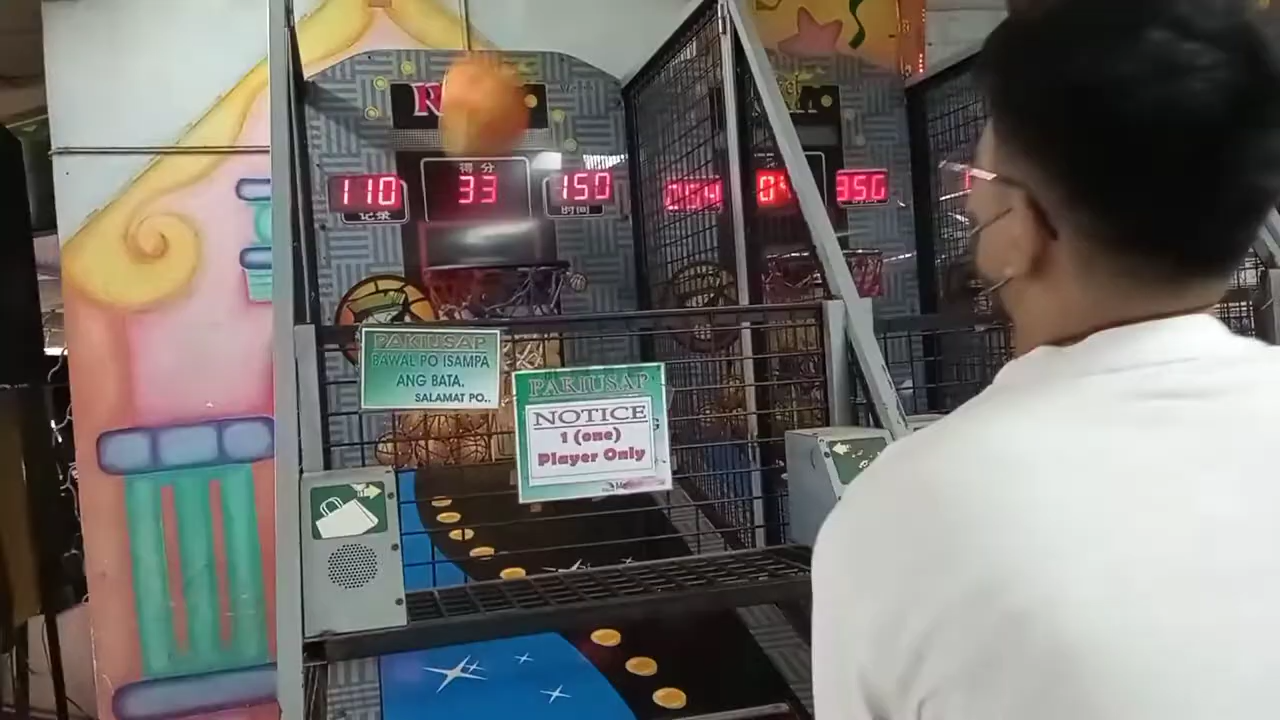 得分
110
33
150
记录
时间
350
PAKIUSAP
BAWAL PO ISAMPA
ANG BATA.
SALAMAT PO..
PAKIUSAP
NOTICE
1 (one)
Player Only